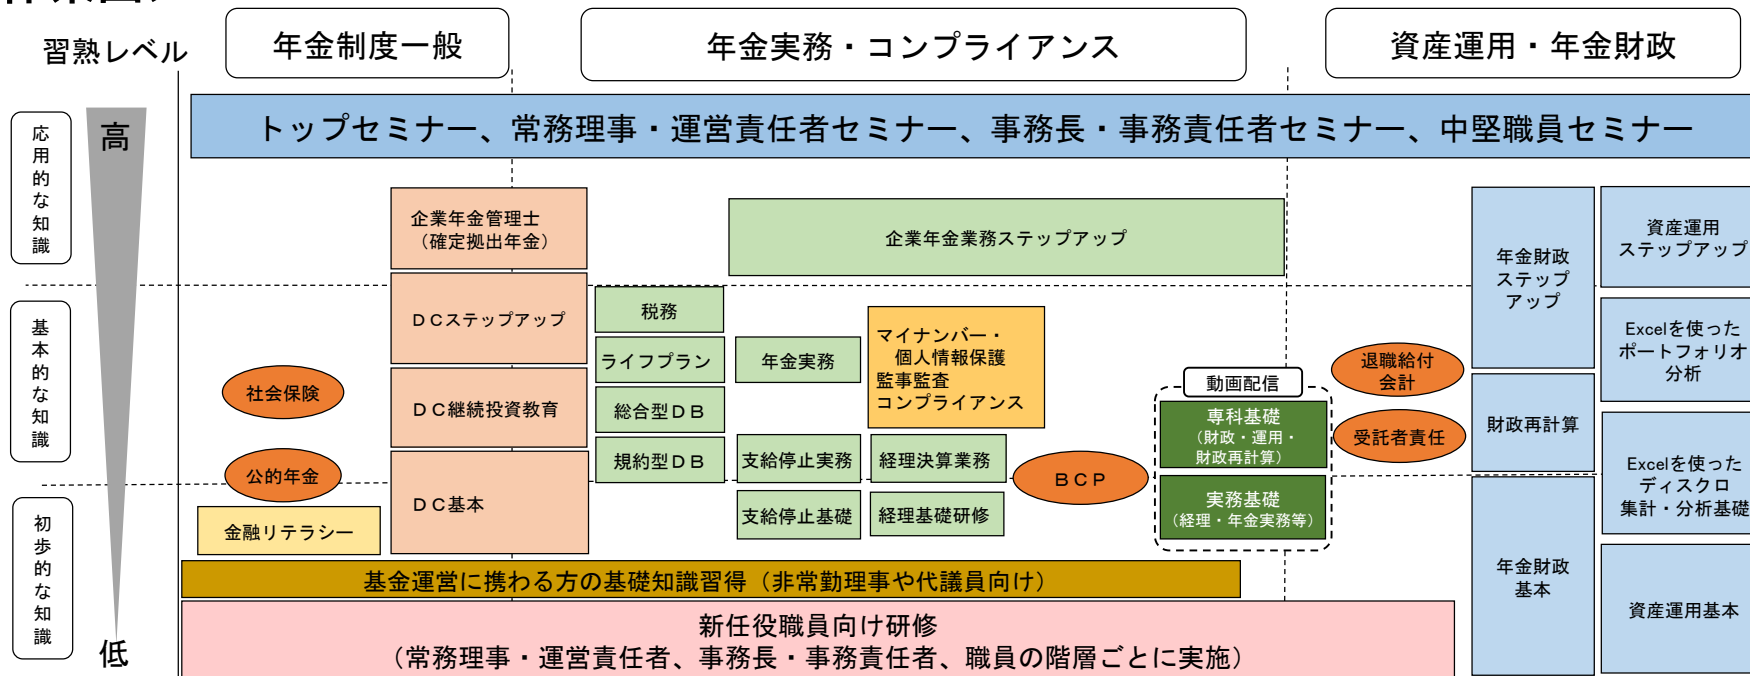 習熟レベル
年金制度一般
年金実務・コンプライアンス
資産運用・年金財政
応用的な知識
高
トップセミナー、常務理事・運営責任者セミナー、事務長・事務責任者セミナー、中堅職員セミナー
企業年金管理士
（確定拠出年金）
企業年金業務ステップアップ
年金財政
ステップ
アップ
資産運用
ステップアップ
基本的な知識
ＤＣステップアップ
税務
ライフプラン
年金実務
マイナンバー・
個人情報保護
監事監査
コンプライアンス
退職給付
会計
Excelを使った
ポートフォリオ
分析
社会保険
ＤＣ継続投資教育
総合型ＤＢ
動画配信
専科基礎
（財政・運用・
財政再計算）
受託者責任
財政再計算
公的年金
規約型ＤＢ
支給停止実務
経理決算業務
ＢＣＰ
Excelを使った
ディスクロ
集計・分析基礎
初歩的な知識
金融リテラシー
ＤＣ基本
支給停止基礎
経理基礎研修
実務基礎
（経理・年金実務等）
年金財政
基本
資産運用基本
基金運営に携わる方の基礎知識習得（非常勤理事や代議員向け）
新任役職員向け研修
（常務理事・運営責任者、事務長・事務責任者、職員の階層ごとに実施）
低